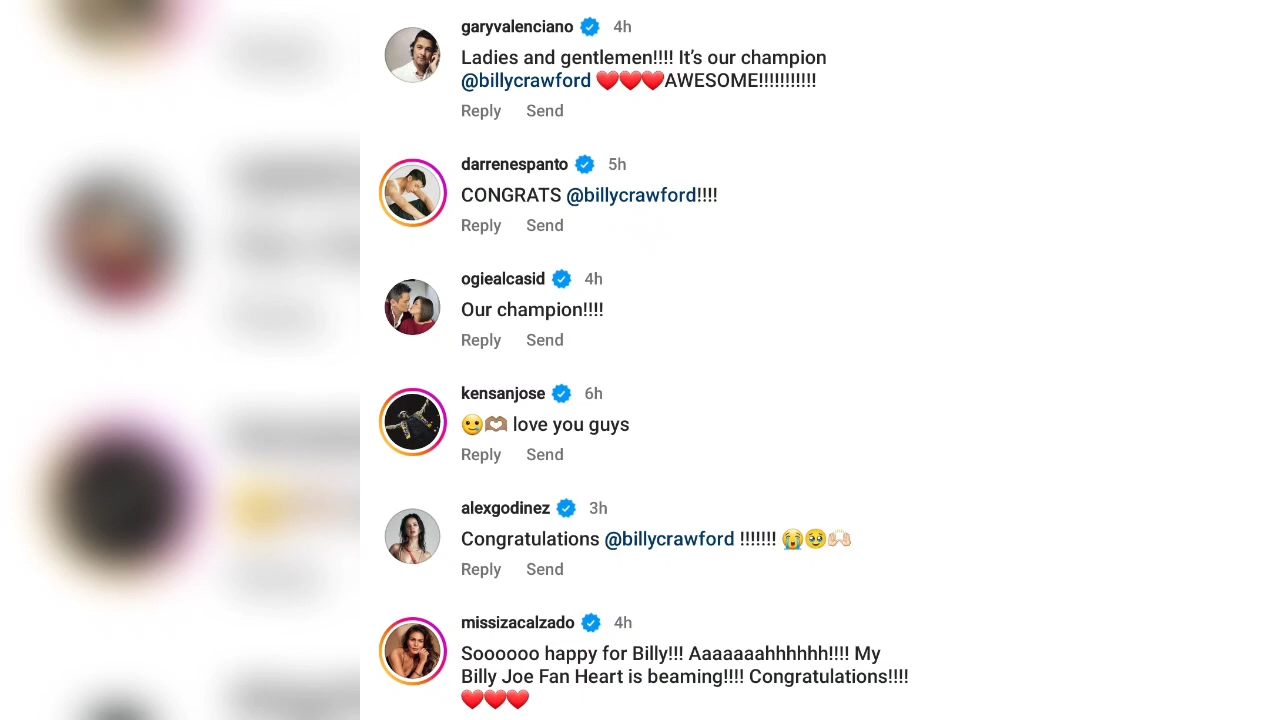 garyvalenciano 4h
Ladies and gentlemen!!!! It's our champion
@billycrawford ❤️❤️❤️AWESOME!!!!!!!!!!!
Reply Send
darrenespanto 5h
CONGRATS @billycrawford!!!!
Reply Send
ogiealcasid 4h
Our champion!!!!
Reply Send
kensanjose 6h
🥲🫶🏽 love you guys
Reply Send
alexgodinez 3h
Congratulations @billycrawford !!!!!!! 😭🥹🙌🏻
Reply Send
missizacalzado 4h
Soooooo happy for Billy!!! Aaaaaaahhhhhh!!!! My
Billy Joe Fan Heart is beaming!!!! Congratulations!!!!
❤️❤️❤️